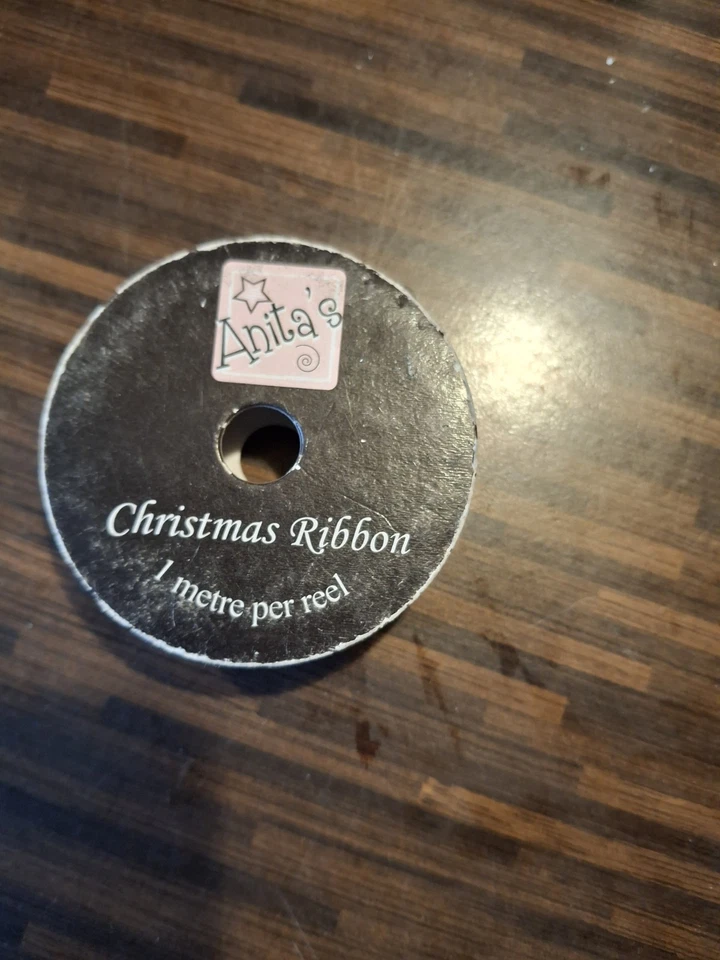 Anita's
Christmas Ribbon
1 metre per reel